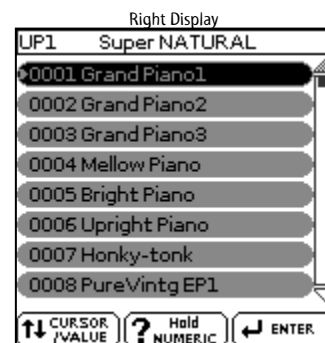 Right Display
UP1 Super NATURAL
0001 Grand Piano1
0002 Grand Piano2
0003 Grand Piano3
0004 Mellow Piano
0005 Bright Piano
0006 Upright Piano
0007 Honky-tonk
0008 PureVintg EP1
↑↓ CURSOR /VALUE ? Hold NUMERIC ↵ ENTER